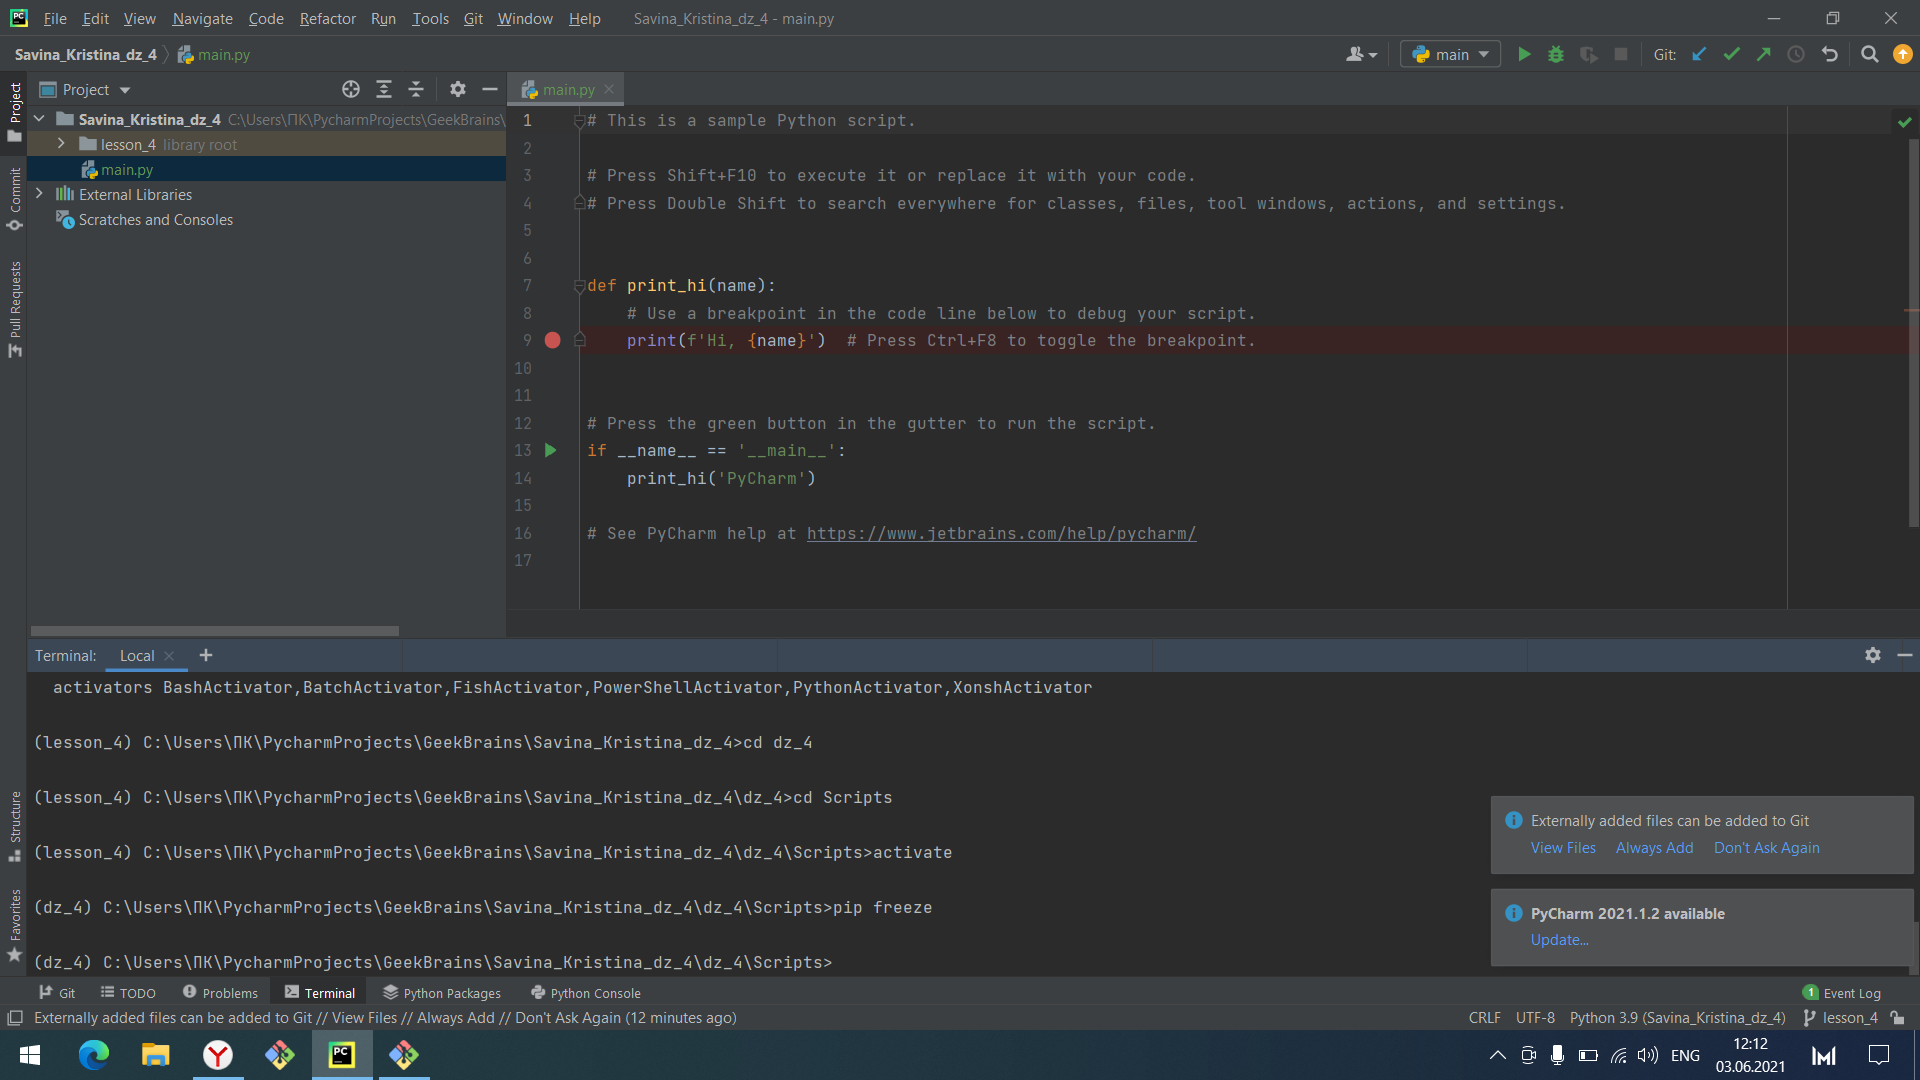 File Edit View Navigate Code Refactor Run Tools Git Window Help Savina_Kristina_dz_4 - main.py
Savina_Kristina_dz_4 main.py main Git:
Project main.py
Savina_Kristina_dz_4 C:\Users\ПК\PycharmProjects\GeekBrains\
lesson_4 library root
main.py
External Libraries
Scratches and Consoles
Project
Commit
Pull Requests
Structure
Favorites
1 # This is a sample Python script.
2
3 # Press Shift+F10 to execute it or replace it with your code.
4 # Press Double Shift to search everywhere for classes, files, tool windows, actions, and settings.
5
6
7 def print_hi(name):
8 # Use a breakpoint in the code line below to debug your script.
9 print(f'Hi, {name}') # Press Ctrl+F8 to toggle the breakpoint.
10
11
12 # Press the green button in the gutter to run the script.
13 if __name__ == '__main__':
14 print_hi('PyCharm')
15
16 # See PyCharm help at https://www.jetbrains.com/help/pycharm/
17
Terminal: Local
activators BashActivator,BatchActivator,FishActivator,PowerShellActivator,PythonActivator,XonshActivator
(lesson_4) C:\Users\ПК\PycharmProjects\GeekBrains\Savina_Kristina_dz_4>cd dz_4
(lesson_4) C:\Users\ПК\PycharmProjects\GeekBrains\Savina_Kristina_dz_4\dz_4>cd Scripts
(lesson_4) C:\Users\ПК\PycharmProjects\GeekBrains\Savina_Kristina_dz_4\dz_4\Scripts>activate
(dz_4) C:\Users\ПК\PycharmProjects\GeekBrains\Savina_Kristina_dz_4\dz_4\Scripts>pip freeze
(dz_4) C:\Users\ПК\PycharmProjects\GeekBrains\Savina_Kristina_dz_4\dz_4\Scripts>
Externally added files can be added to Git
View Files Always Add Don't Ask Again
PyCharm 2021.1.2 available
Update...
Git TODO Problems Terminal Python Packages Python Console 1 Event Log
Externally added files can be added to Git // View Files // Always Add // Don't Ask Again (12 minutes ago) CRLF UTF-8 Python 3.9 (Savina_Kristina_dz_4) lesson_4
PC ENG 12:12
03.06.2021